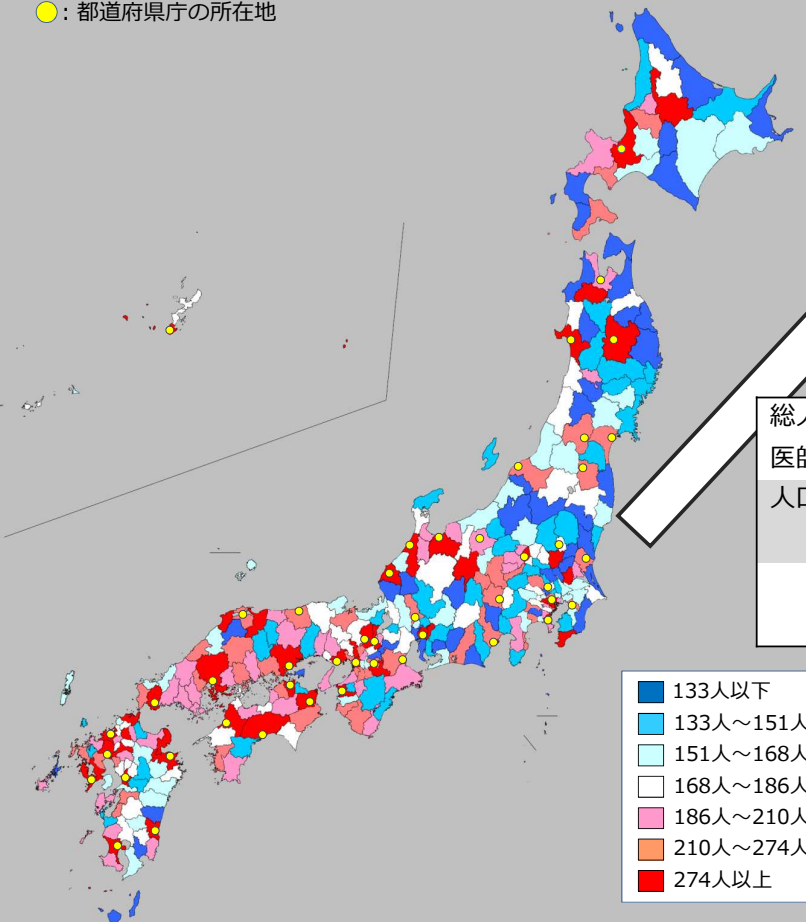 ：都道府県庁の所在地
総人
医師
人口
133人以下
133人～151人
151人～168人
168人～186人
186人～210人
210人～274人
274人以上